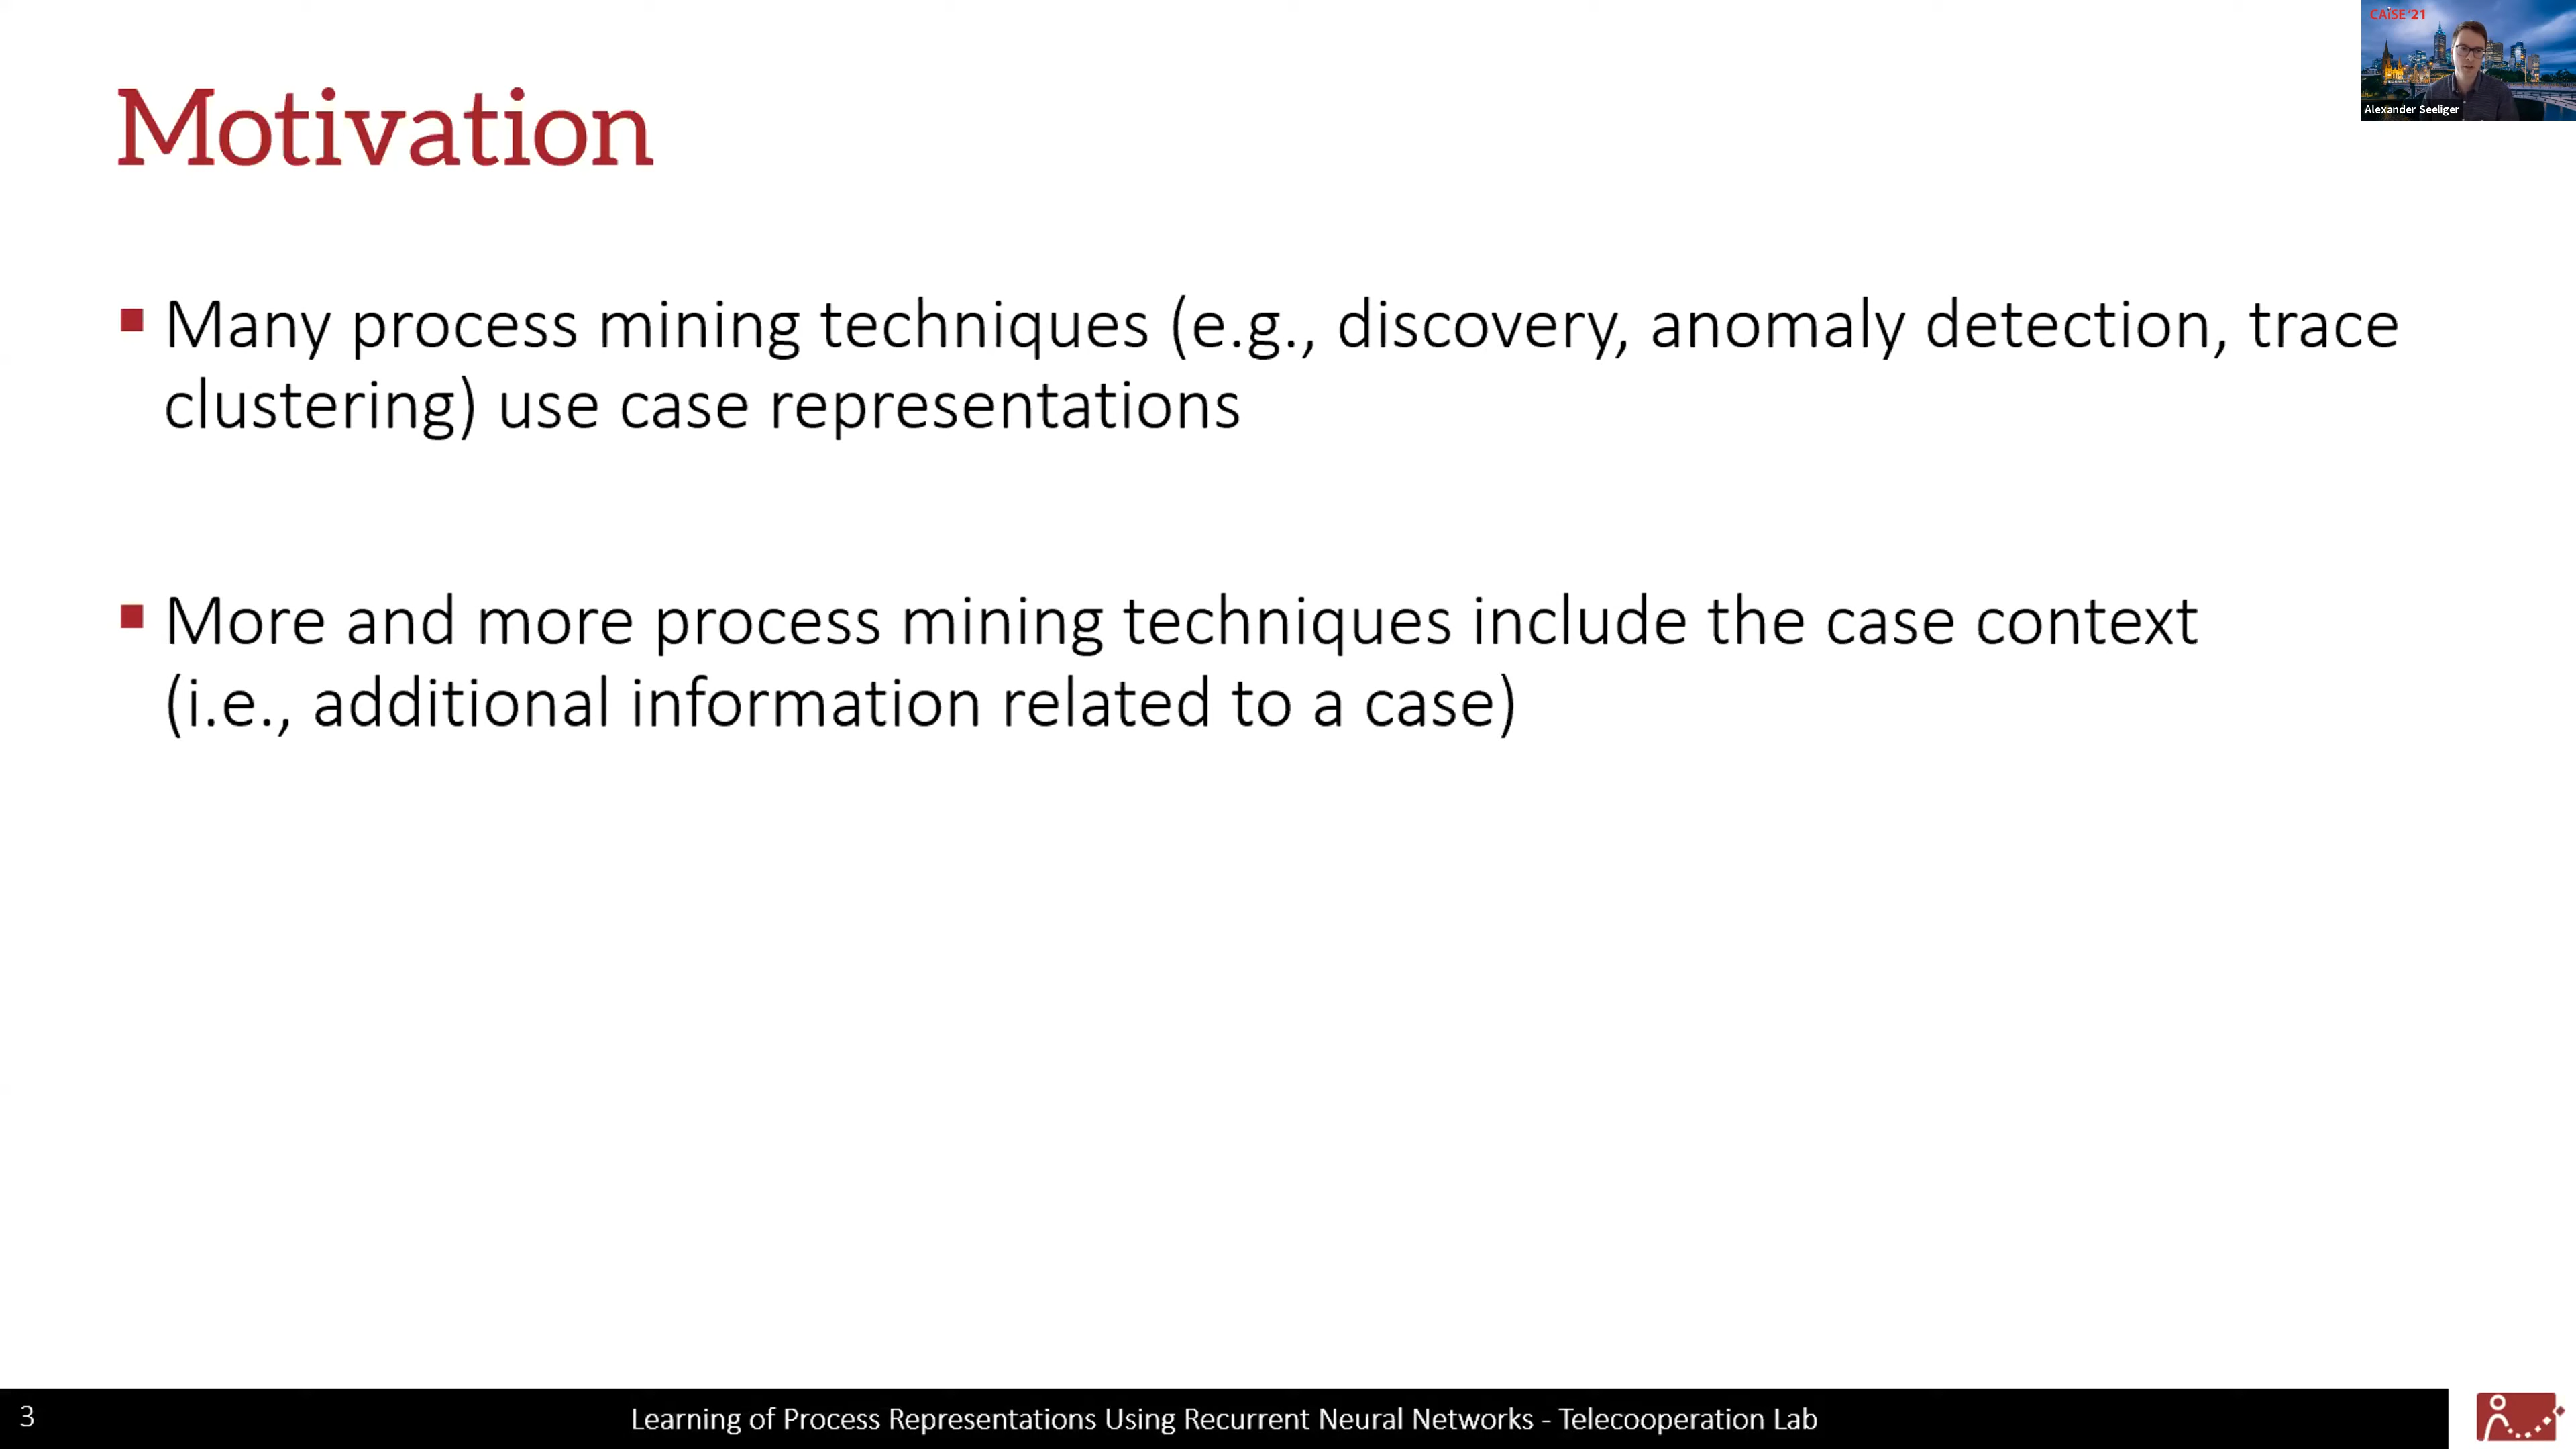 CAiSE '21
Alexander Seeliger
Motivation
Many process mining techniques (e.g., discovery, anomaly detection, trace
clustering) use case representations
More and more process mining techniques include the case context
(i.e., additional information related to a case)
3
Learning of Process Representations Using Recurrent Neural Networks - Telecooperation Lab